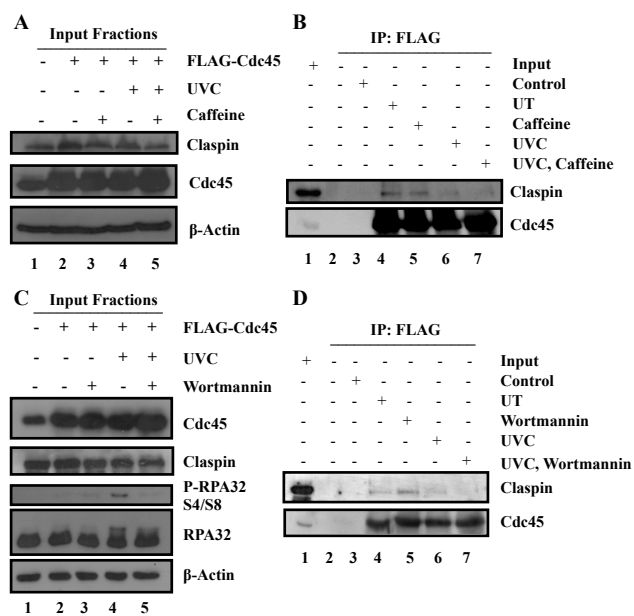 A
Input Fractions
- + + + + FLAG-Cdc45
- - - + + UVC
- - + - + Caffeine
Claspin
Cdc45
β-Actin
1 2 3 4 5
B
IP: FLAG
+ - - - - - - Input
- - + - - - - Control
- - - + - - - UT
- - - - + - - Caffeine
- - - - - + - UVC
- - - - - - + UVC, Caffeine
Claspin
Cdc45
1 2 3 4 5 6 7
C
Input Fractions
- + + + + FLAG-Cdc45
- - - + + UVC
- - + - + Wortmannin
Cdc45
Claspin
P-RPA32
S4/S8
RPA32
β-Actin
1 2 3 4 5
D
IP: FLAG
+ - - - - - - Input
- - + - - - - Control
- - - + - - - UT
- - - - + - - Wortmannin
- - - - - + - UVC
- - - - - - + UVC, Wortmannin
Claspin
Cdc45
1 2 3 4 5 6 7